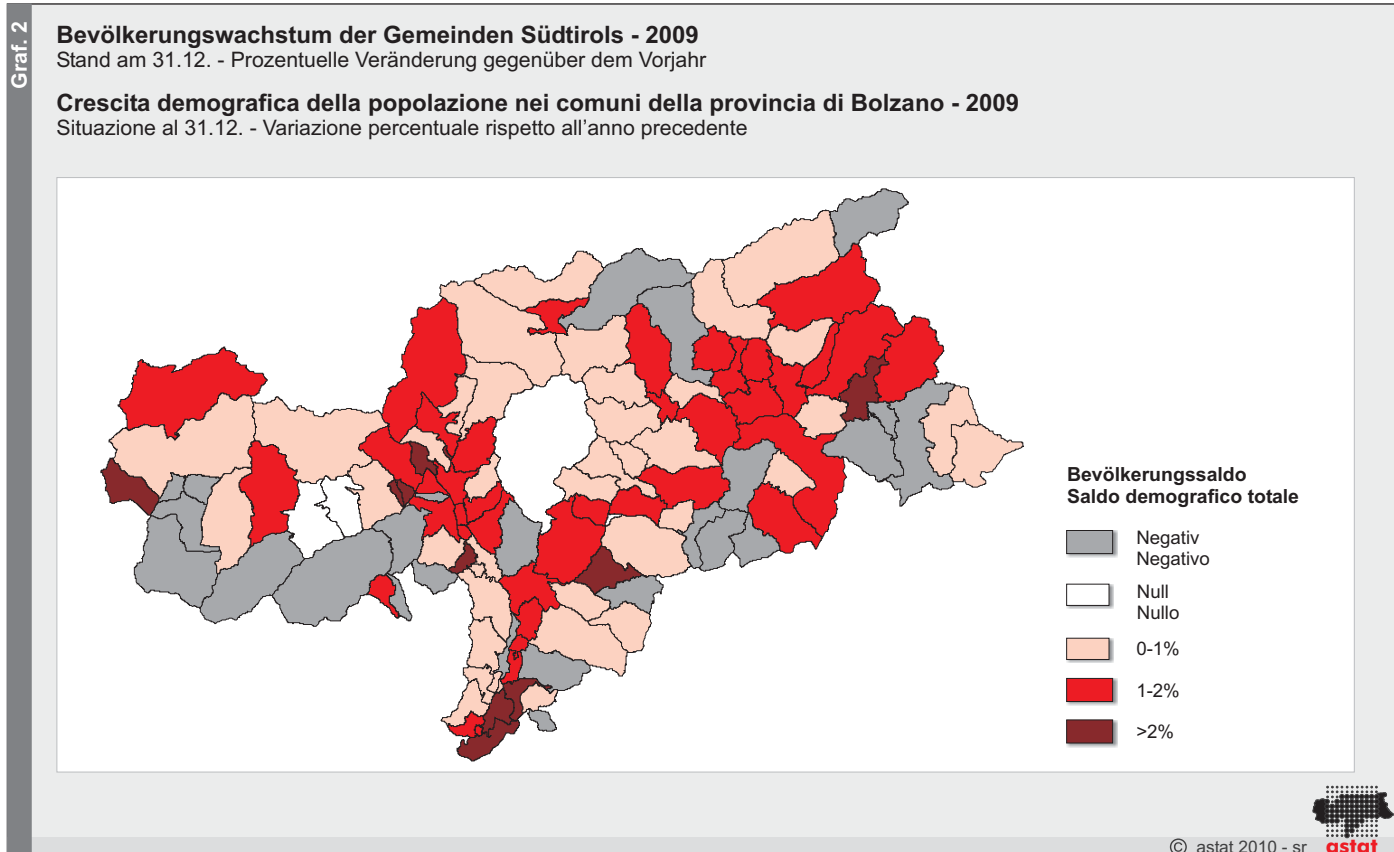 Graf. 2
Bevölkerungswachstum der Gemeinden Südtirols - 2009
Stand am 31.12. - Prozentuelle Veränderung gegenüber dem Vorjahr
Crescita demografica della popolazione nei comuni della provincia di Bolzano - 2009
Situazione al 31.12. - Variazione percentuale rispetto all'anno precedente
Bevölkerungssaldo
Saldo demografico totale
Negativ
Negativo
Null
Nullo
0-1%
1-2%
>2%
© astat 2010 - sr
astat